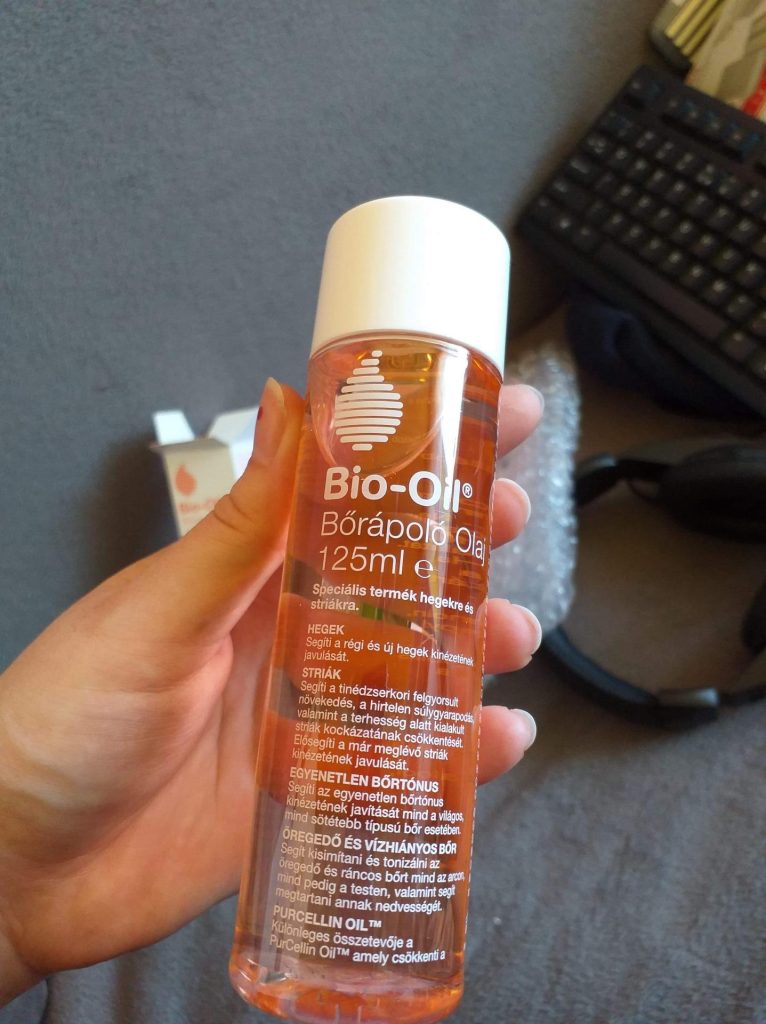 Bio-Oil®
Bőrápoló Olaj
125ml e
Speciális termék hegekre és
striákra.
HEGEK
Segíti a régi és új hegek kinézetének
javulását.
STRIÁK
Segíti a tinédzserkori felgyorsult
növekedés, a hirtelen súlygyarapodás,
valamint a terhesség alatt kialakult
striák kockázatának csökkentését.
Elősegíti a már meglévő striák
kinézetének javulását.
EGYENETLEN BŐRTÓNUS
Segíti az egyenetlen bőrtónus
kinézetének javítását mind a világos,
mind sötétebb típusú bőr esetében.
ÖREGEDŐ ÉS VÍZHIÁNYOS BŐR
Segít kisimítani és tonizálni az
öregedő és ráncos bőrt mind az arcon,
mind pedig a testen, valamint segít
megtartani annak nedvességét.
PURCELLIN OIL™
Különleges összetevője a
PurCellin Oil™ amely csökkenti a
Bio-Oil